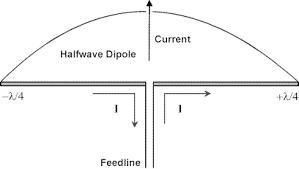 Current
Halfwave Dipole
−λ/4
+λ/4
I
I
Feedline